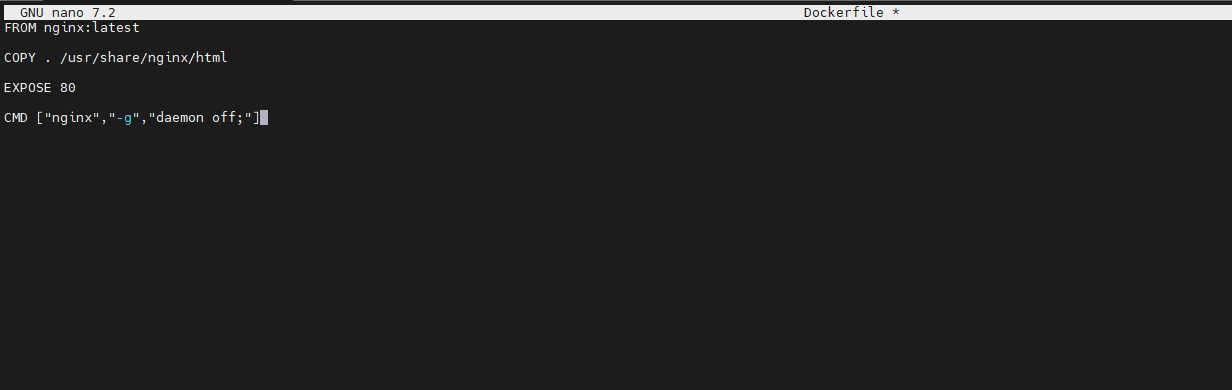 GNU nano 7.2 Dockerfile *
FROM nginx:latest
COPY . /usr/share/nginx/html
EXPOSE 80
CMD ["nginx","-g","daemon off;"]